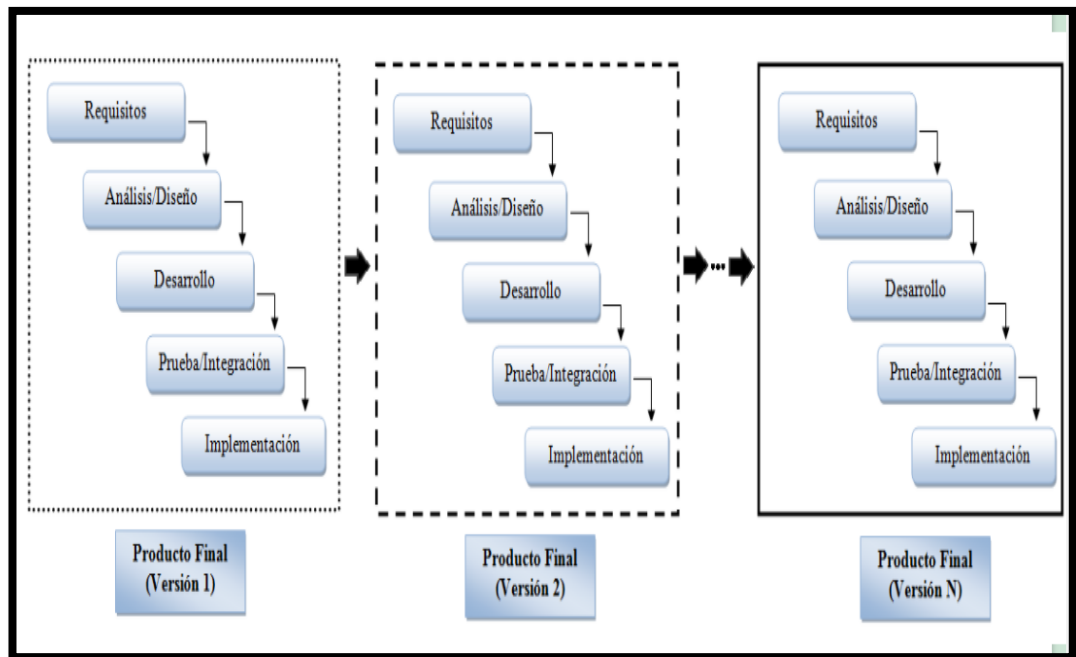 Requisitos
Análisis/Diseño
Desarrollo
Prueba/Integración
Implementación
Producto Final
(Versión 1)
Requisitos
Análisis/Diseño
Desarrollo
Prueba/Integración
Implementación
Producto Final
(Versión 2)
...
Requisitos
Análisis/Diseño
Desarrollo
Prueba/Integración
Implementación
Producto Final
(Versión N)